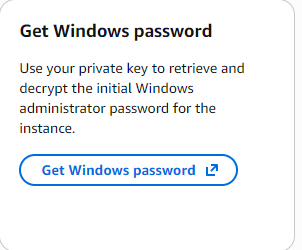 Get Windows password
Use your private key to retrieve and
decrypt the initial Windows
administrator password for the
instance.
Get Windows password